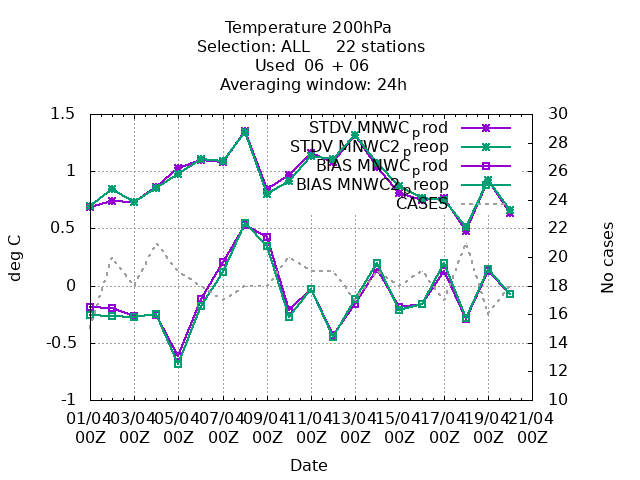 Temperature 200hPa
Selection: ALL 22 stations
Used 06 + 06
Averaging window: 24h
1.5
1
0.5
0
-0.5
-1
deg C
30
28
26
24
22
20
18
16
14
12
10
No cases
STDV MNWC_prod
STDV MNWC2_preop
BIAS MNWC_prod
BIAS MNWC2_preop
CASES
01/04 03/04 05/04 07/04 09/04 11/04 13/04 15/04 17/04 19/04 21/04
00Z 00Z 00Z 00Z 00Z 00Z 00Z 00Z 00Z 00Z 00Z
Date